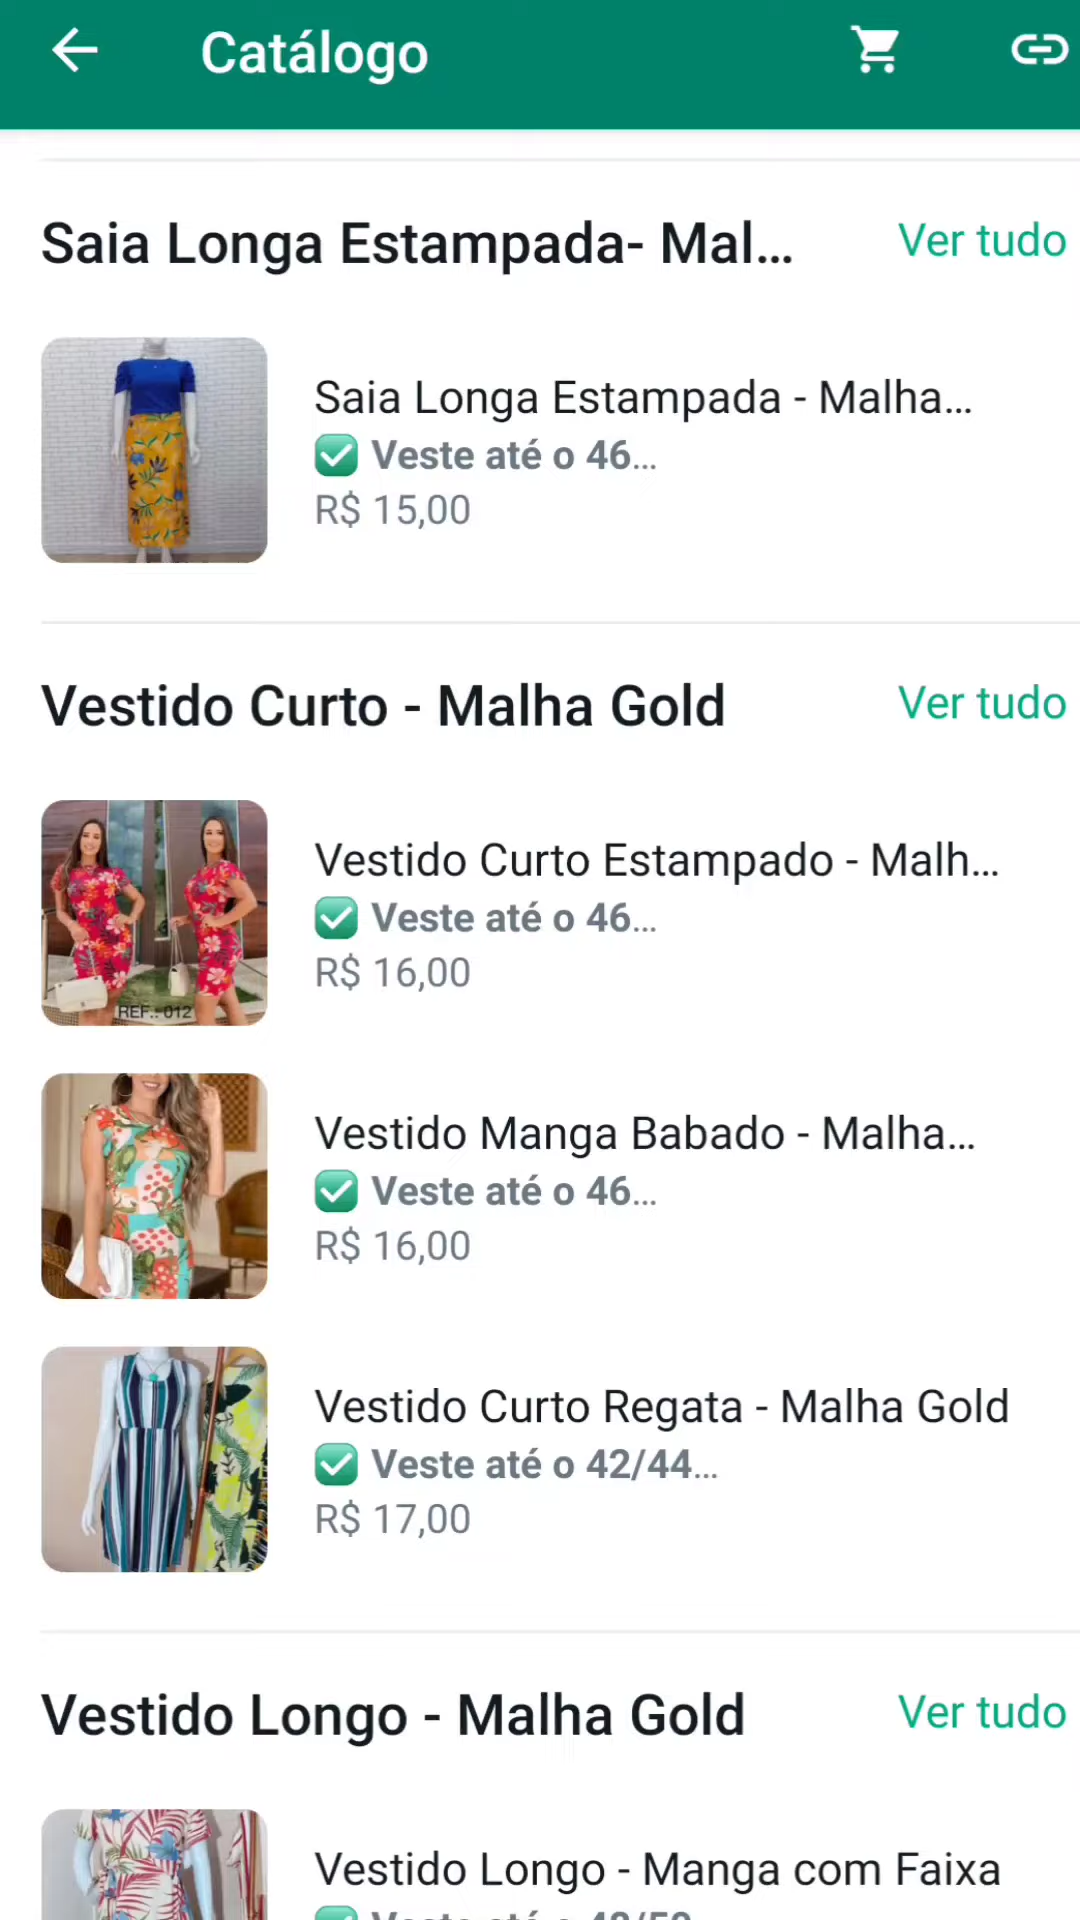 Catálogo
Saia Longa Estampada- Mal...
Ver tudo
Saia Longa Estampada - Malha...
✅ Veste até o 46...
R$ 15,00
Vestido Curto - Malha Gold
Ver tudo
REF.: 012
Vestido Curto Estampado - Malh...
✅ Veste até o 46...
R$ 16,00
Vestido Manga Babado - Malha...
✅ Veste até o 46...
R$ 16,00
Vestido Curto Regata - Malha Gold
✅ Veste até o 42/44...
R$ 17,00
Vestido Longo - Malha Gold
Ver tudo
Vestido Longo - Manga com Faixa